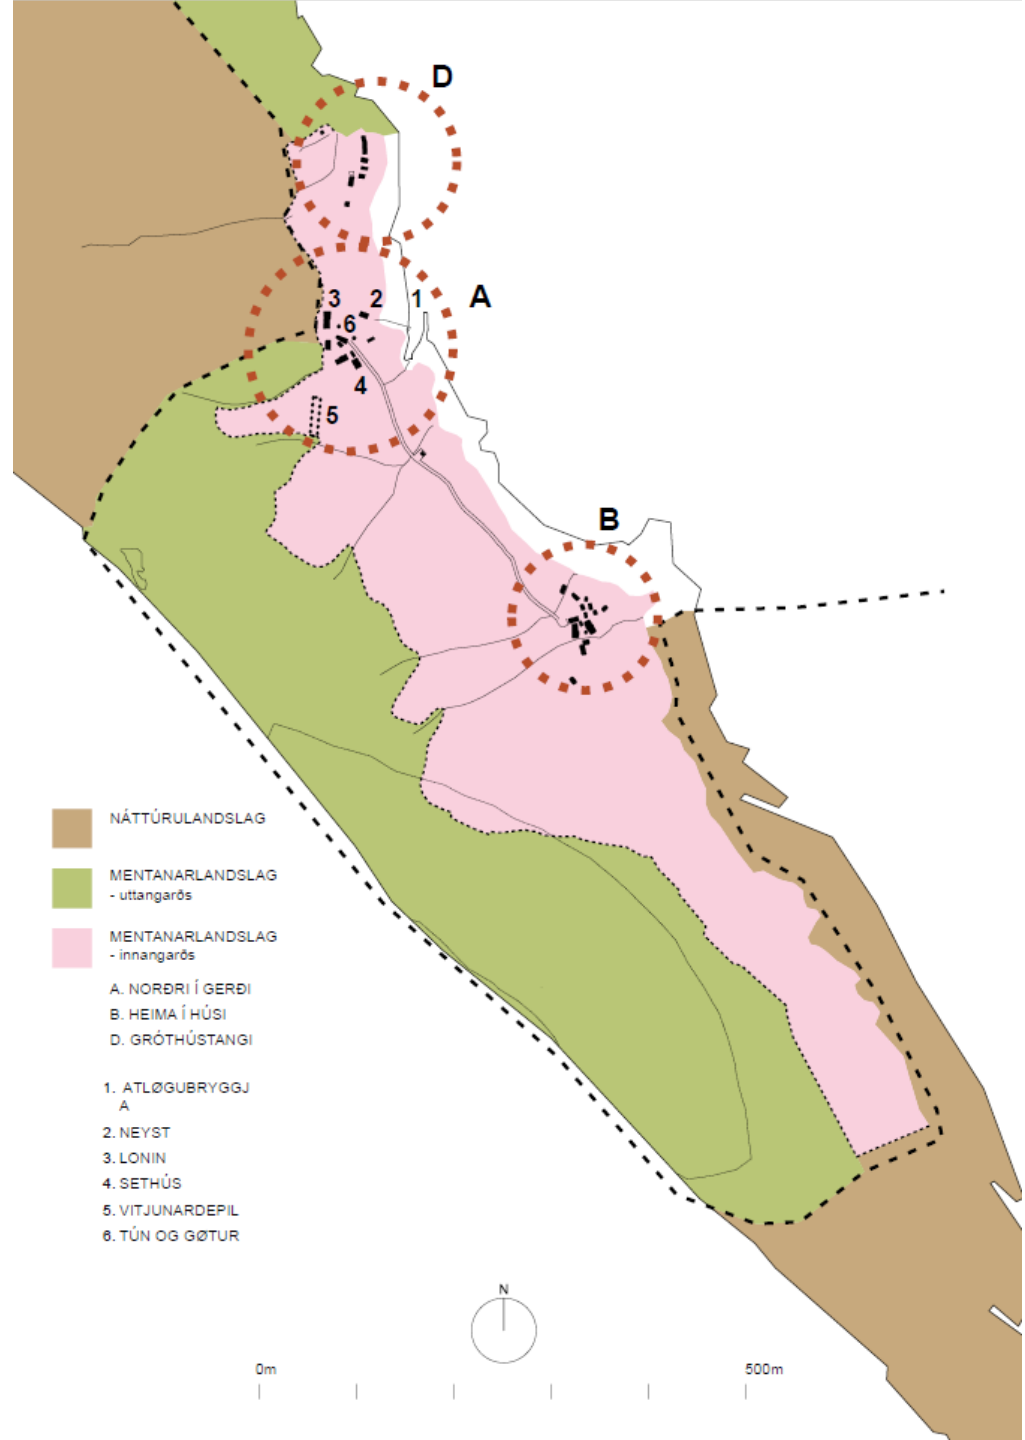 D
A
3
2
1
6
4
5
B
NÁTTÚRULANDSLAG
MENTANARLANDSLAG
- uttangarðs
MENTANARLANDSLAG
- innangarðs
A. NORÐRI Í GERÐI
B. HEIMA Í HÚSI
D. GRÓTHÚSTANGI
1. ATLØGUBRYGGJ
A
2. NEYST
3. LONIN
4. SETHÚS
5. VITJUNARDEPIL
6. TÚN OG GØTUR
N
0m
500m